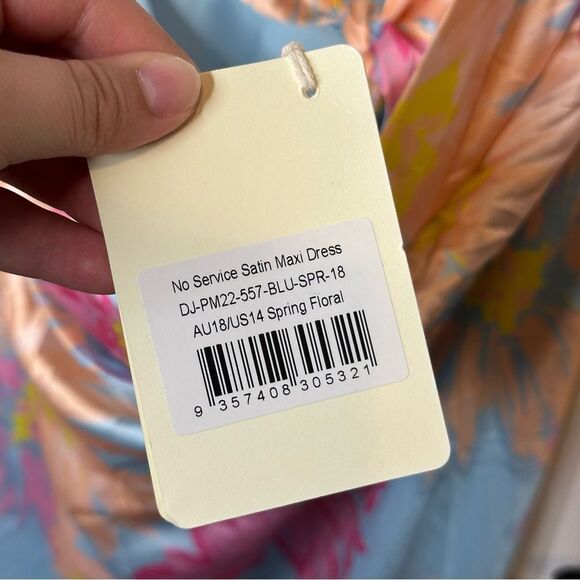 No Service Satin Maxi Dress
DJ-PM22-557-BLU-SPR-18
AU18/US14 Spring Floral
9 357408 305321